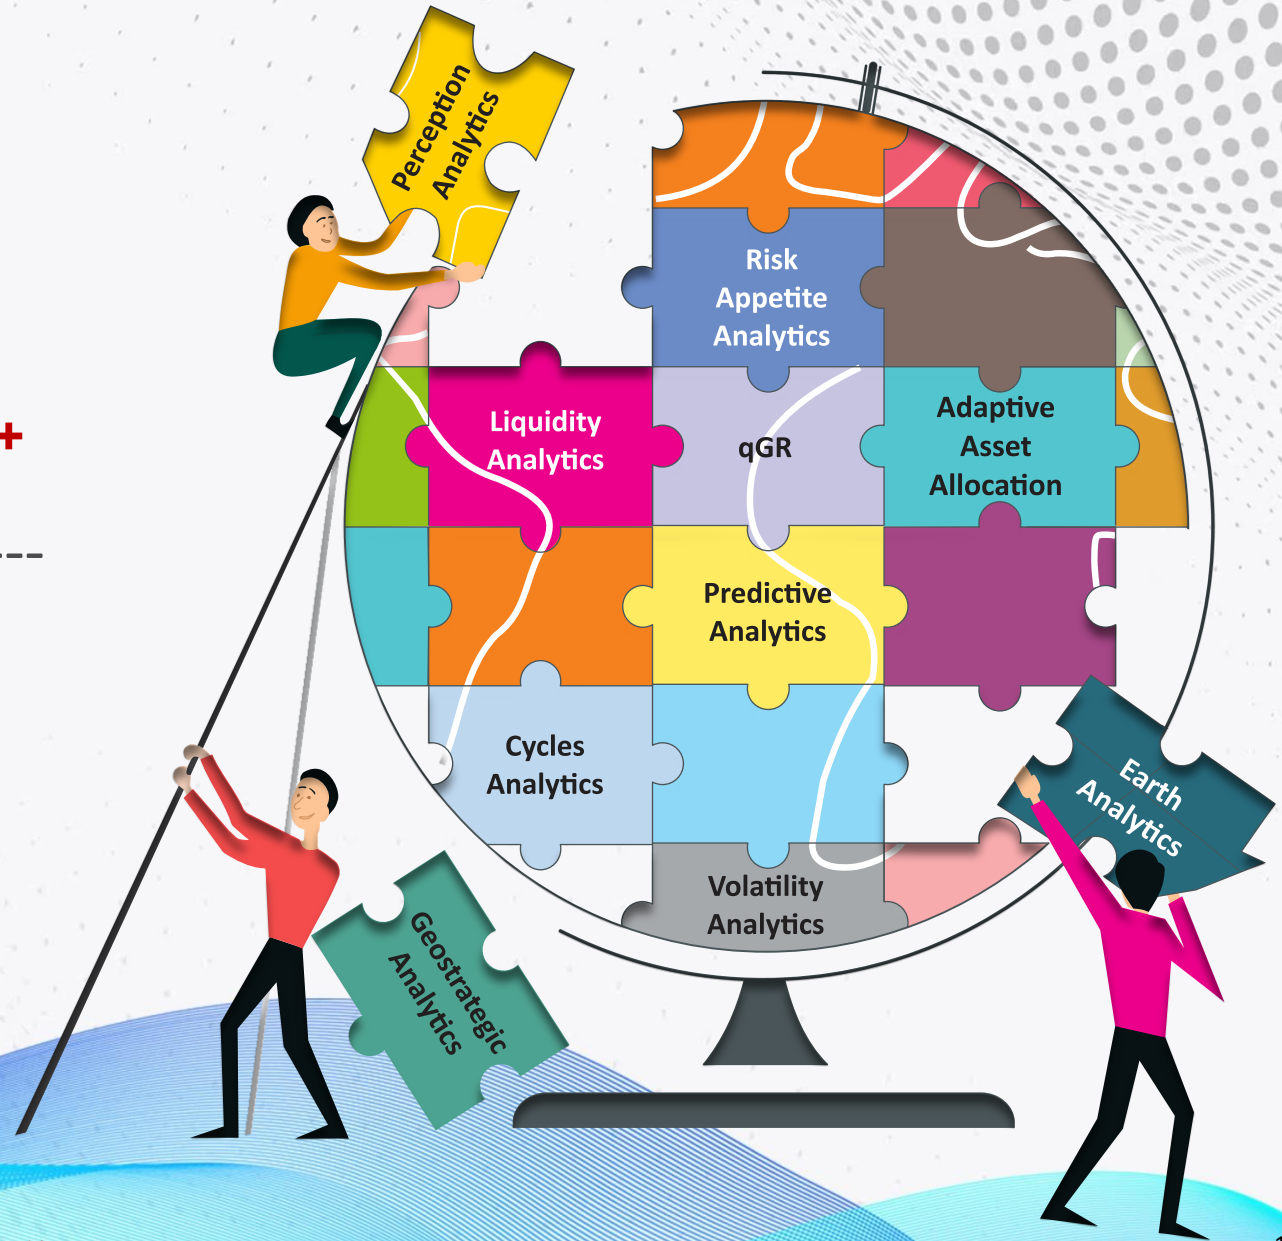 Perception
Analytics
Risk
Appetite
Analytics
Liquidity
Analytics
qGR
Adaptive
Asset
Allocation
Predictive
Analytics
Cycles
Analytics
Earth
Analytics
Volatility
Analytics
Geostrategic
Analytics
+
---